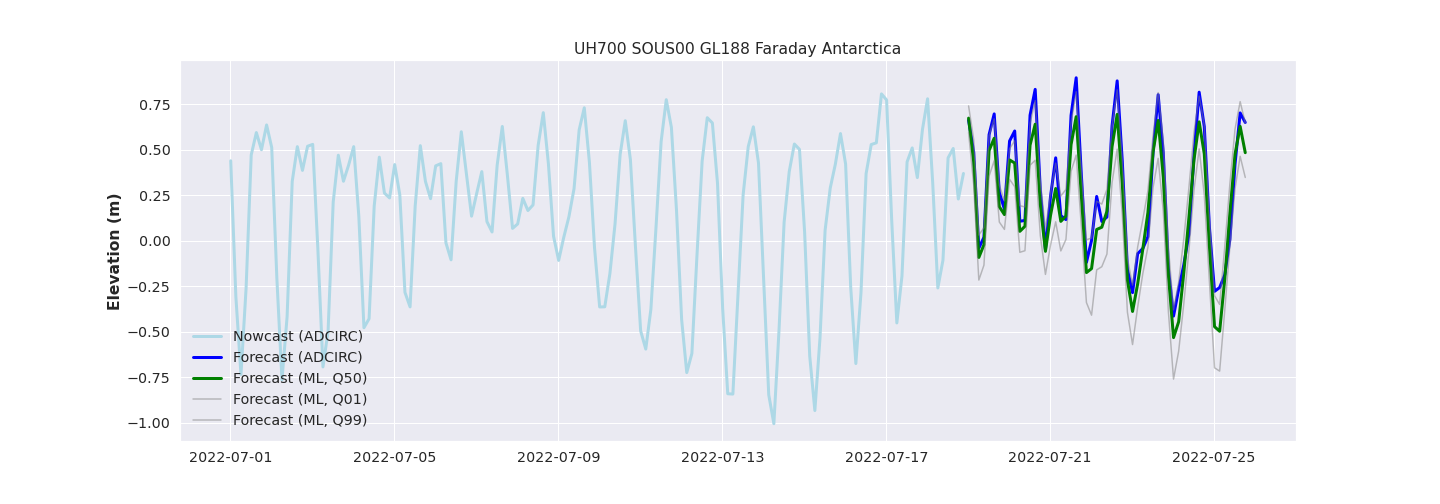 UH700 SOUS00 GL188 Faraday Antarctica
Elevation (m)
0.75
0.50
0.25
0.00
−0.25
−0.50
−0.75
−1.00
Nowcast (ADCIRC)
Forecast (ADCIRC)
Forecast (ML, Q50)
Forecast (ML, Q01)
Forecast (ML, Q99)
2022-07-01 2022-07-05 2022-07-09 2022-07-13 2022-07-17 2022-07-21 2022-07-25